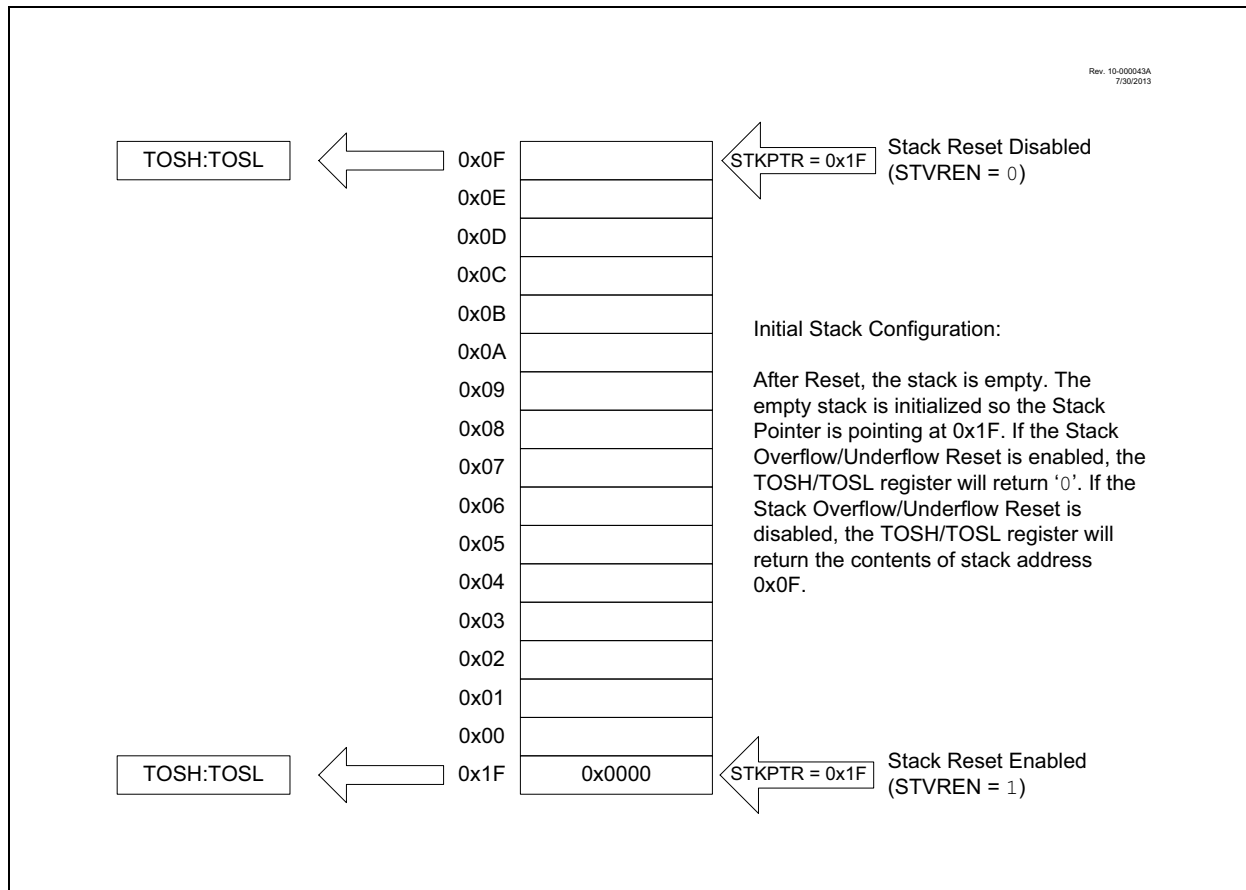 Rev. 10-000043A
7/30/2013
TOSH:TOSL
0x0F
STKPTR = 0x1F
Stack Reset Disabled
(STVREN = 0)
0x0E
0x0D
0x0C
0x0B
0x0A
0x09
0x08
0x07
0x06
0x05
0x04
0x03
0x02
0x01
0x00
Initial Stack Configuration:
After Reset, the stack is empty. The
empty stack is initialized so the Stack
Pointer is pointing at 0x1F. If the Stack
Overflow/Underflow Reset is enabled, the
TOSH/TOSL register will return ‘0’. If the
Stack Overflow/Underflow Reset is
disabled, the TOSH/TOSL register will
return the contents of stack address
0x0F.
TOSH:TOSL
0x1F
0x0000
STKPTR = 0x1F
Stack Reset Enabled
(STVREN = 1)